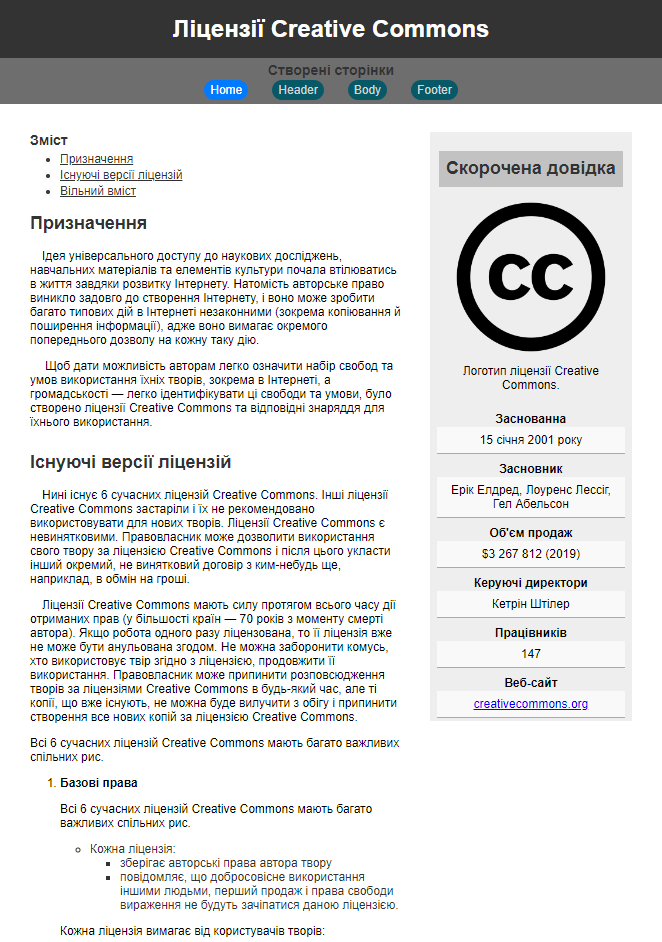 Ліцензії Creative Commons
Створені сторінки
Home Header Body Footer
Зміст
Призначення
Існуючі версії ліцензій
Вільний вміст
Призначення
Ідея універсального доступу до наукових досліджень,
навчальних матеріалів та елементів культури почала втілюватись
в життя завдяки розвитку Інтернету. Натомість авторське право
виникло задовго до створення Інтернету, і воно може зробити
багато типових дій в Інтернеті незаконними (зокрема копіювання й
поширення інформації), адже воно вимагає окремого
попереднього дозволу на кожну таку дію.
Щоб дати можливість авторам легко означити набір свобод та
умов використання їхніх творів, зокрема в Інтернеті, а
громадськості — легко ідентифікувати ці свободи та умови, було
створено ліцензії Creative Commons та відповідні знаряддя для
їхнього використання.
Існуючі версії ліцензій
Нині існує 6 сучасних ліцензій Creative Commons. Інші ліцензії
Creative Commons застаріли і їх не рекомендовано
використовувати для нових творів. Ліцензії Creative Commons є
невинятковими. Правовласник може дозволити використання
свого твору за ліцензією Creative Commons і після цього укласти
інший окремий, не винятковий договір з ким-небудь ще,
наприклад, в обмін на гроші.
Ліцензії Creative Commons мають силу протягом всього часу дії
отриманих прав (у більшості країн — 70 років з моменту смерті
автора). Якщо робота одного разу ліцензована, то її ліцензія вже
не може бути анульована згодом. Не можна заборонити комусь,
хто використовує твір згідно з ліцензією, продовжити її
використання. Правовласник може припинити розповсюдження
творів за ліцензіями Creative Commons в будь-який час, але ті
копії, що вже існують, не можна буде вилучити з обігу і припинити
створення все нових копій за ліцензією Creative Commons.
Всі 6 сучасних ліцензій Creative Commons мають багато важливих
спільних рис.
1. Базові права
Всі 6 сучасних ліцензій Creative Commons мають багато
важливих спільних рис.
Кожна ліцензія:
зберігає авторські права автора твору
повідомляє, що добросовісне використання
іншими людьми, перший продаж і права свободи
вираження не будуть зачіпатися даною ліцензією.
Кожна ліцензія вимагає від користувачів творів:
Скорочена довідка
cc
Логотип ліцензії Creative
Commons.
Заснованна
15 січня 2001 року
Засновник
Ерік Елдред, Лоуренс Лессіг,
Гел Абельсон
Об'єм продаж
$3 267 812 (2019)
Керуючі директори
Кетрін Штілер
Працівників
147
Веб-сайт
creativecommons.org